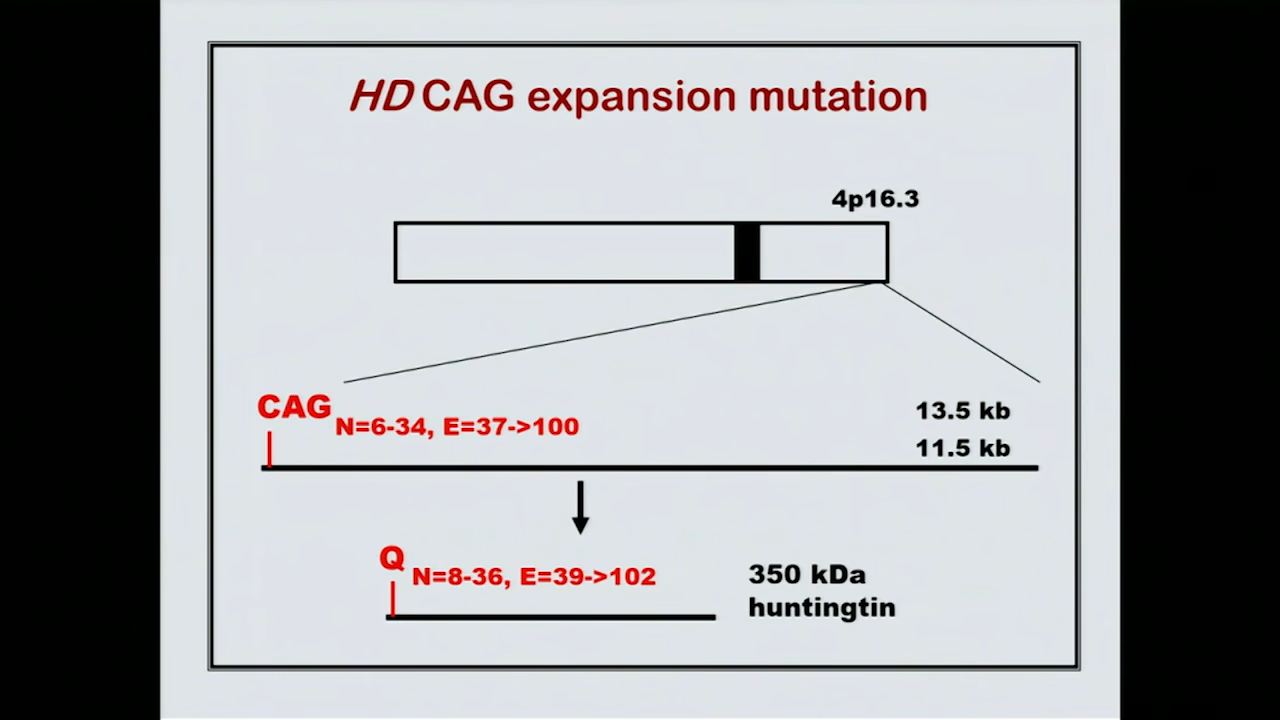 HD CAG expansion mutation
4p16.3
CAG N=6-34, E=37->100
13.5 kb
11.5 kb
Q N=8-36, E=39->102
350 kDa
huntingtin